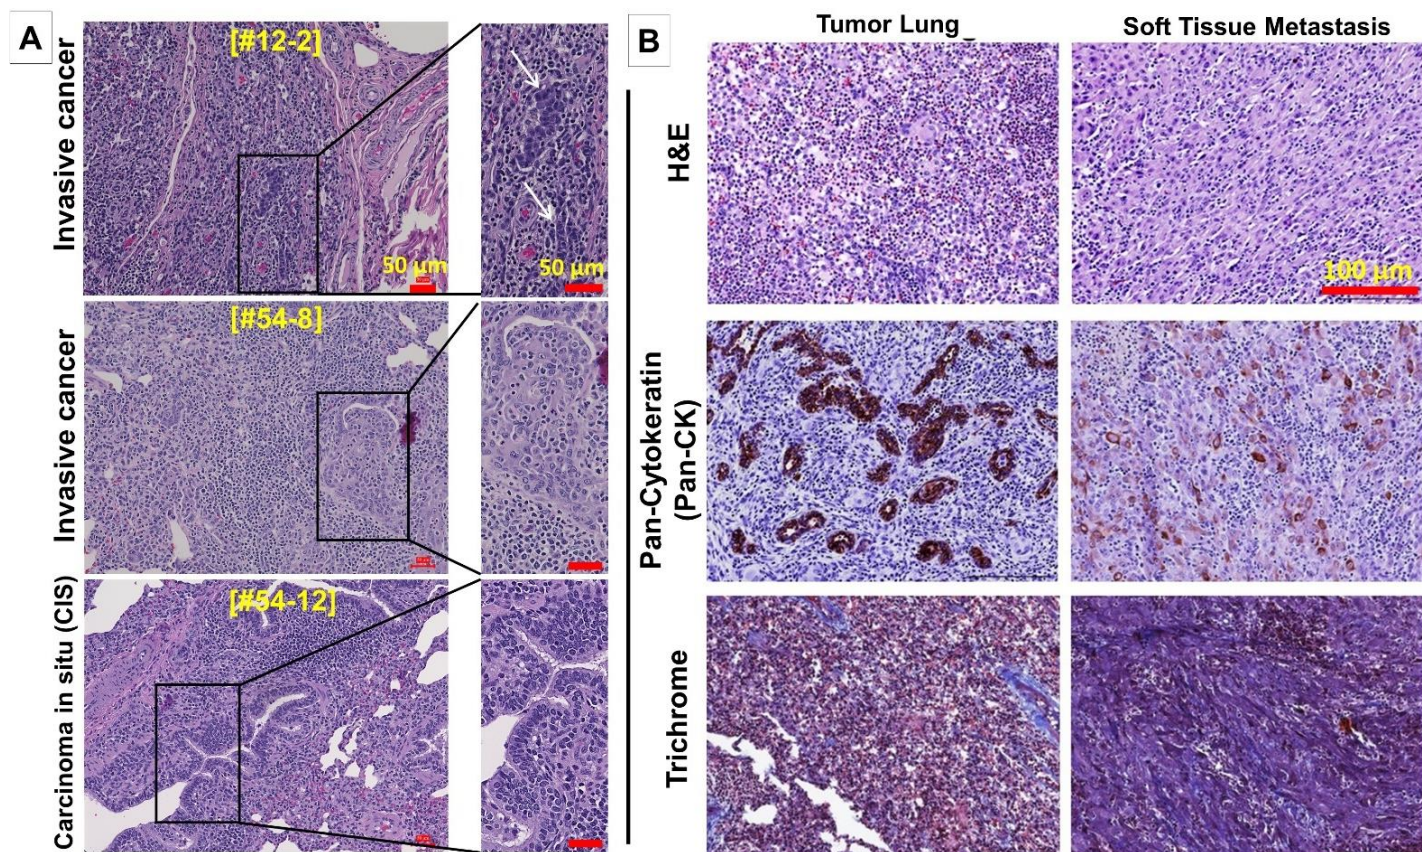 A
Invasive cancer
[#12-2]
50 µm
50 µm
Invasive cancer
[#54-8]
Carcinoma in situ (CIS)
[#54-12]
B
Tumor Lung
Soft Tissue Metastasis
H&E
100 µm
Pan-Cytokeratin
(Pan-CK)
Trichrome